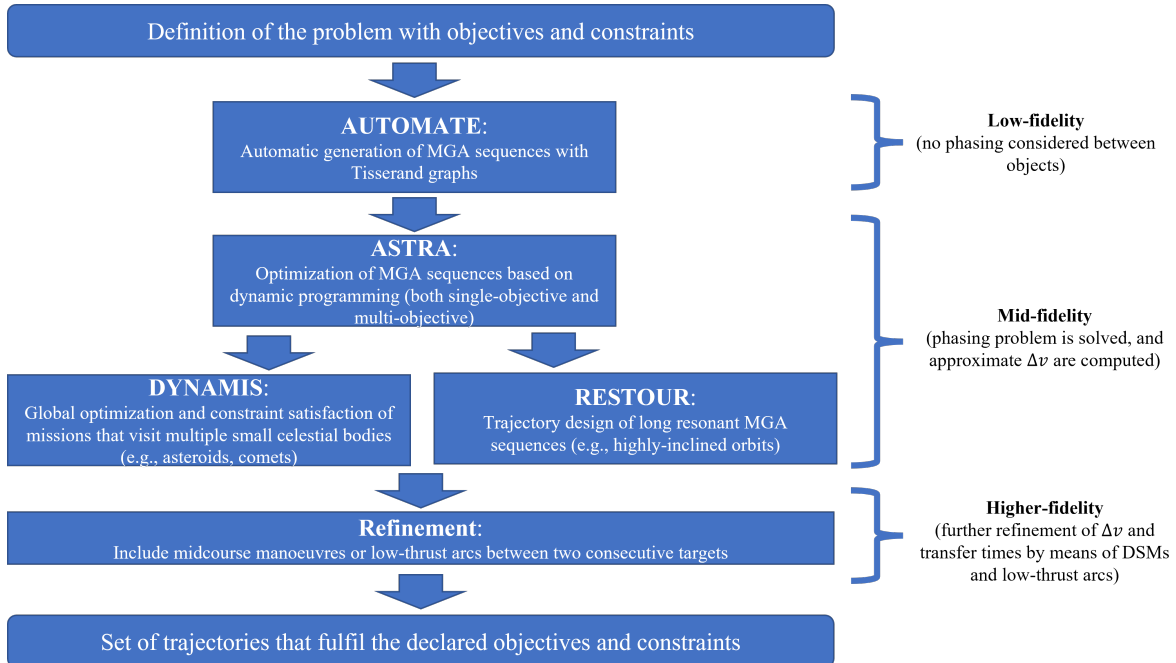 Definition of the problem with objectives and constraints
AUTOMATE:
Automatic generation of MGA sequences with
Tisserand graphs
Low-fidelity
(no phasing considered between
objects)
ASTRA:
Optimization of MGA sequences based on
dynamic programming (both single-objective and
multi-objective)
Mid-fidelity
(phasing problem is solved, and
approximate Δv are computed)
DYNAMIS:
Global optimization and constraint satisfaction of
missions that visit multiple small celestial bodies
(e.g., asteroids, comets)
RESTOUR:
Trajectory design of long resonant MGA
sequences (e.g., highly-inclined orbits)
Refinement:
Include midcourse manoeuvres or low-thrust arcs between two consecutive targets
Higher-fidelity
(further refinement of Δv and
transfer times by means of DSMs
and low-thrust arcs)
Set of trajectories that fulfil the declared objectives and constraints